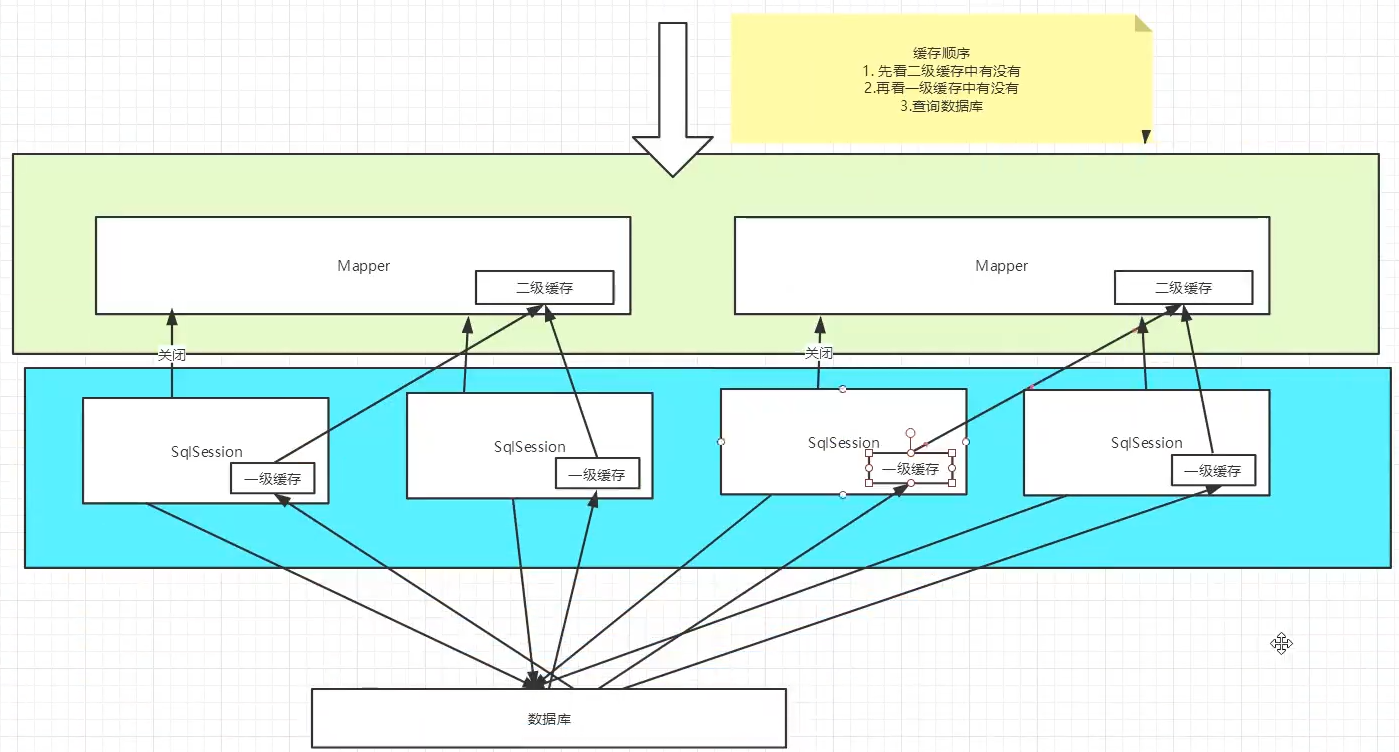 缓存顺序
1. 先看二级缓存中有没有
2.再看一级缓存中有没有
3.查询数据库
Mapper
二级缓存
Mapper
二级缓存
关闭
关闭
SqlSession
一级缓存
SqlSession
一级缓存
SqlSession
一级缓存
SqlSession
一级缓存
数据库